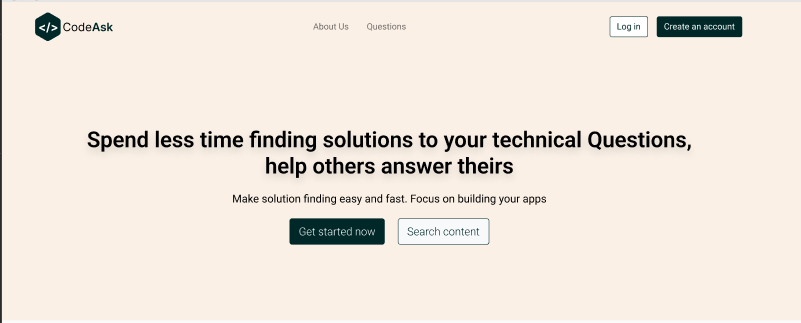 </> CodeAsk
About Us
Questions
Log in
Create an account
Spend less time finding solutions to your technical Questions,
help others answer theirs
Make solution finding easy and fast. Focus on building your apps
Get started now
Search content